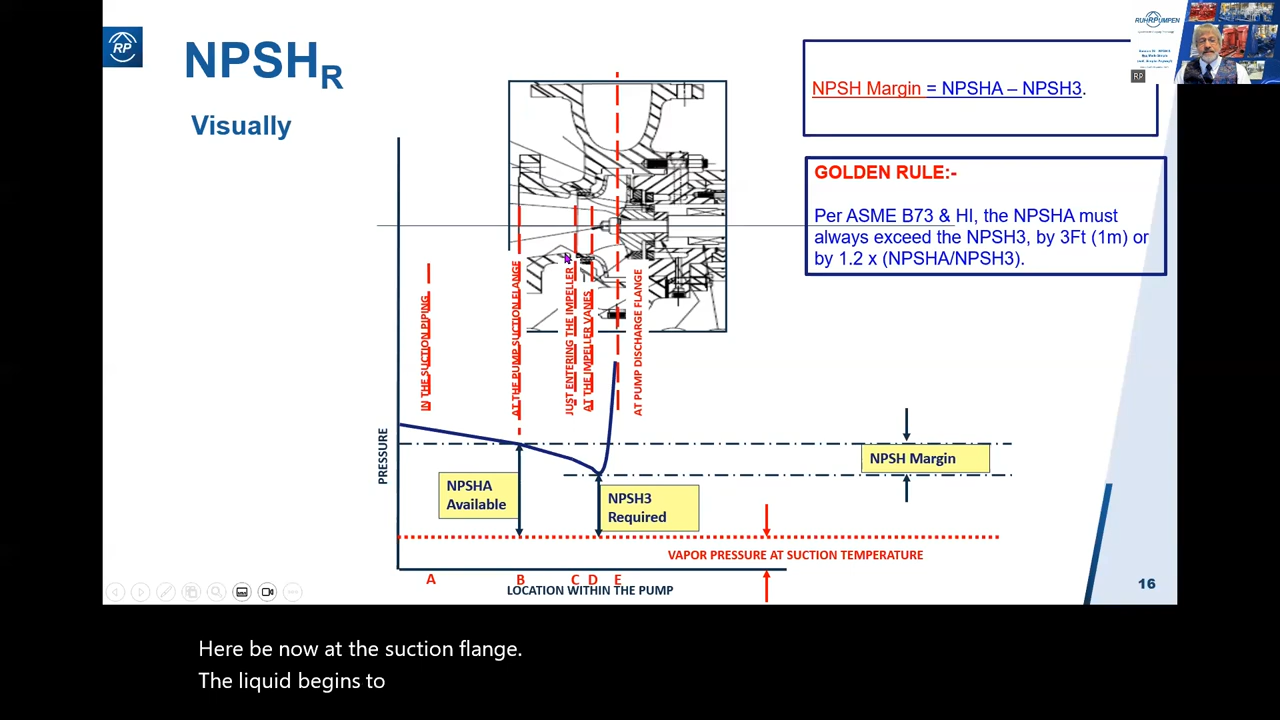 RP
NPSHR
Visually
NPSH Margin = NPSHA – NPSH3.
GOLDEN RULE:-
Per ASME B73 & HI, the NPSHA must
always exceed the NPSH3, by 3Ft (1m) or
by 1.2 x (NPSHA/NPSH3).
RUHRPUMPEN
RP
IN THE SUCTION PIPING
AT THE PUMP SUCTION FLANGE
JUST ENTERING THE IMPELLER
AT THE IMPELLER VANES
AT PUMP DISCHARGE FLANGE
PRESSURE
NPSH Margin
NPSHA
Available
NPSH3
Required
VAPOR PRESSURE AT SUCTION TEMPERATURE
A B C D E
LOCATION WITHIN THE PUMP
16
Here be now at the suction flange.
The liquid begins to